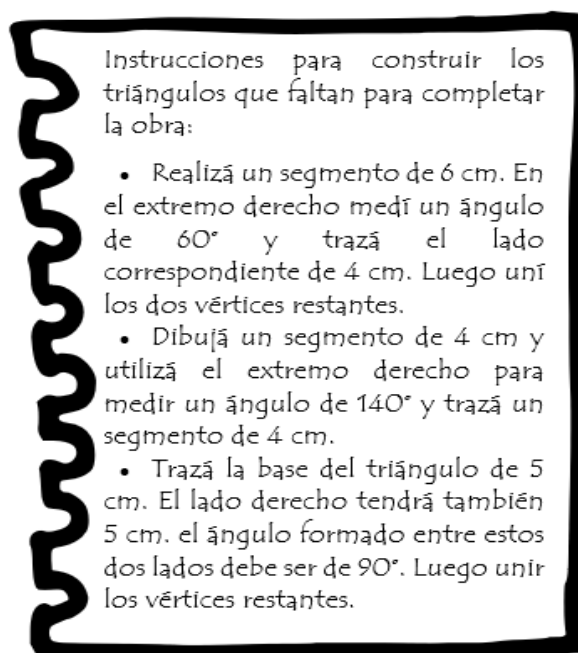 Instrucciones para construir los
triángulos que faltan para completar
la obra:
• Realizá un segmento de 6 cm. En
el extremo derecho medí un ángulo
de 60° y trazá el lado
correspondiente de 4 cm. Luego uní
los dos vértices restantes.
• Dibujá un segmento de 4 cm y
utilizá el extremo derecho para
medir un ángulo de 140° y trazá un
segmento de 4 cm.
• Trazá la base del triángulo de 5
cm. El lado derecho tendrá también
5 cm. el ángulo formado entre estos
dos lados debe ser de 90°. Luego unir
los vértices restantes.